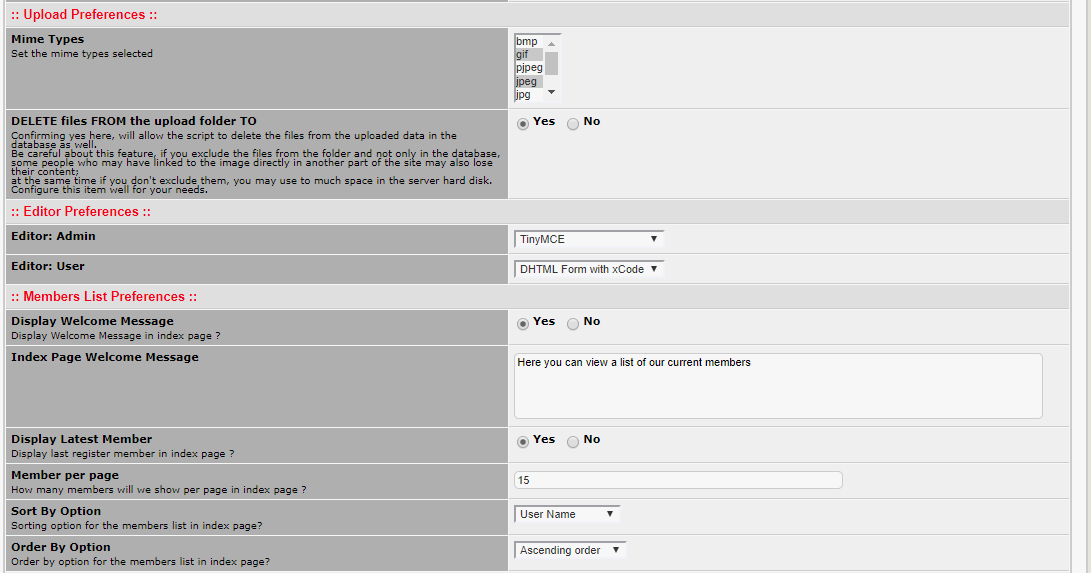 :: Upload Preferences ::
Mime Types
Set the mime types selected
bmp
gif
pjpeg
jpeg
jpg
DELETE files FROM the upload folder TO
Confirming yes here, will allow the script to delete the files from the uploaded data in the
database as well.
Be careful about this feature, if you exclude the files from the folder and not only in the database,
some people who may have linked to the image directly in another part of the site may also lose
their content;
at the same time if you don't exclude them, you may use to much space in the server hard disk.
Configure this item well for your needs.
Yes No
:: Editor Preferences ::
Editor: Admin
TinyMCE
Editor: User
DHTML Form with xCode
:: Members List Preferences ::
Display Welcome Message
Display Welcome Message in index page ?
Yes No
Index Page Welcome Message
Here you can view a list of our current members
Display Latest Member
Display last register member in index page ?
Yes No
Member per page
How many members will we show per page in index page ?
15
Sort By Option
Sorting option for the members list in index page?
User Name
Order By Option
Order by option for the members list in index page?
Ascending order